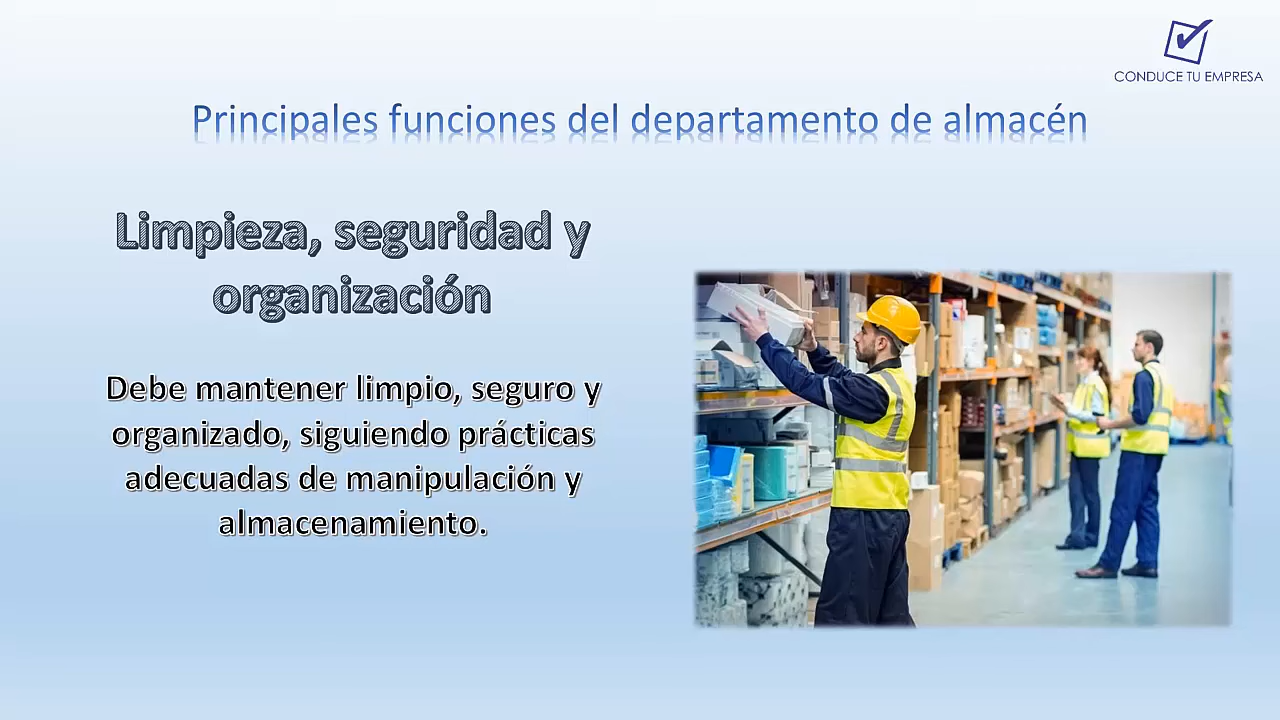 CONDUCE TU EMPRESA
Principales funciones del departamento de almacén
Limpieza, seguridad y
organización
Debe mantener limpio, seguro y
organizado, siguiendo prácticas
adecuadas de manipulación y
almacenamiento.